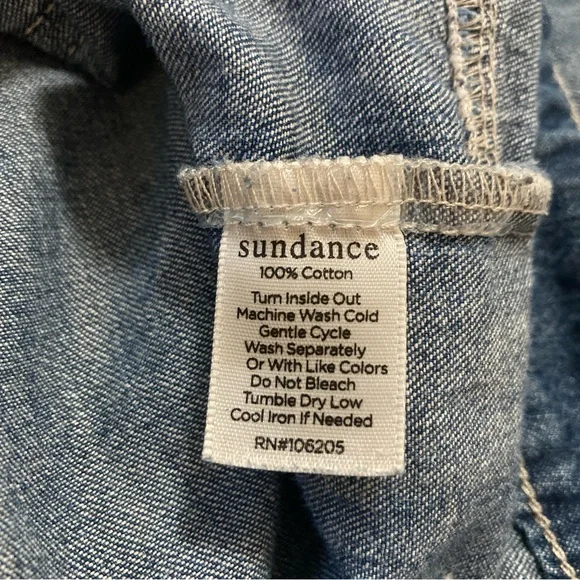 sundance
100% Cotton
Turn Inside Out
Machine Wash Cold
Gentle Cycle
Wash Separately
Or With Like Colors
Do Not Bleach
Tumble Dry Low
Cool Iron If Needed
RN#106205